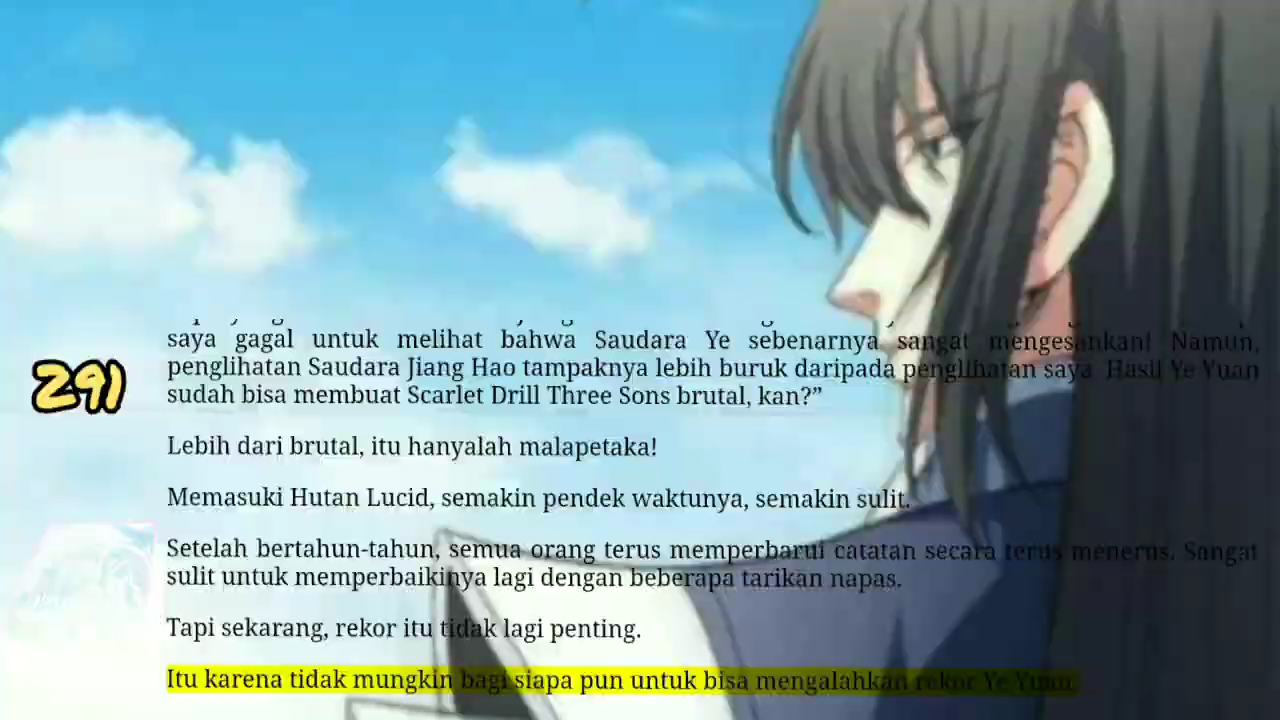 saya gagal untuk melihat bahwa Saudara Ye sebenarnya sangat mengesankan! Namun,
penglihatan Saudara Jiang Hao tampaknya lebih buruk daripada penglihatan saya. Hasil Ye Yuan
291
sudah bisa membuat Scarlet Drill Three Sons brutal, kan?”
Lebih dari brutal, itu hanyalah malapetaka!
Memasuki Hutan Lucid, semakin pendek waktunya, semakin sulit.
Setelah bertahun-tahun, semua orang terus memperbarui catatan secara terus menerus. Sangat
sulit untuk memperbaikinya lagi dengan beberapa tarikan napas.
Tapi sekarang, rekor itu tidak lagi penting.
Itu karena tidak mungkin bagi siapa pun untuk bisa mengalahkan rekor Ye Yuan.